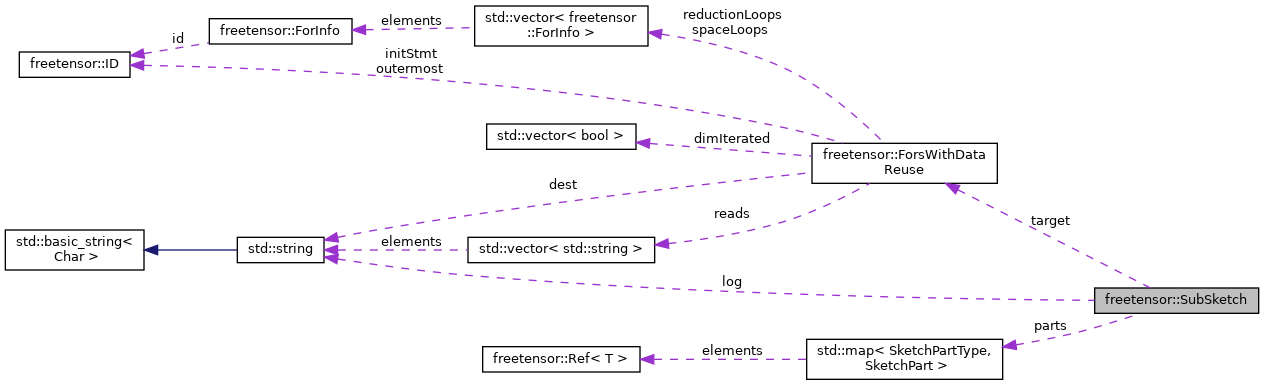 reductionLoops
spaceLoops
std::vector< freetensor
::ForInfo >
elements
freetensor::ForInfo
id
freetensor::ID
initStmt
outermost
std::vector< bool >
dimIterated
freetensor::ForsWithData
Reuse
dest
reads
target
std::basic_string<
Char >
std::string
elements
std::vector< std::string >
log
freetensor::SubSketch
parts
freetensor::Ref< T >
elements
std::map< SketchPartType,
SketchPart >